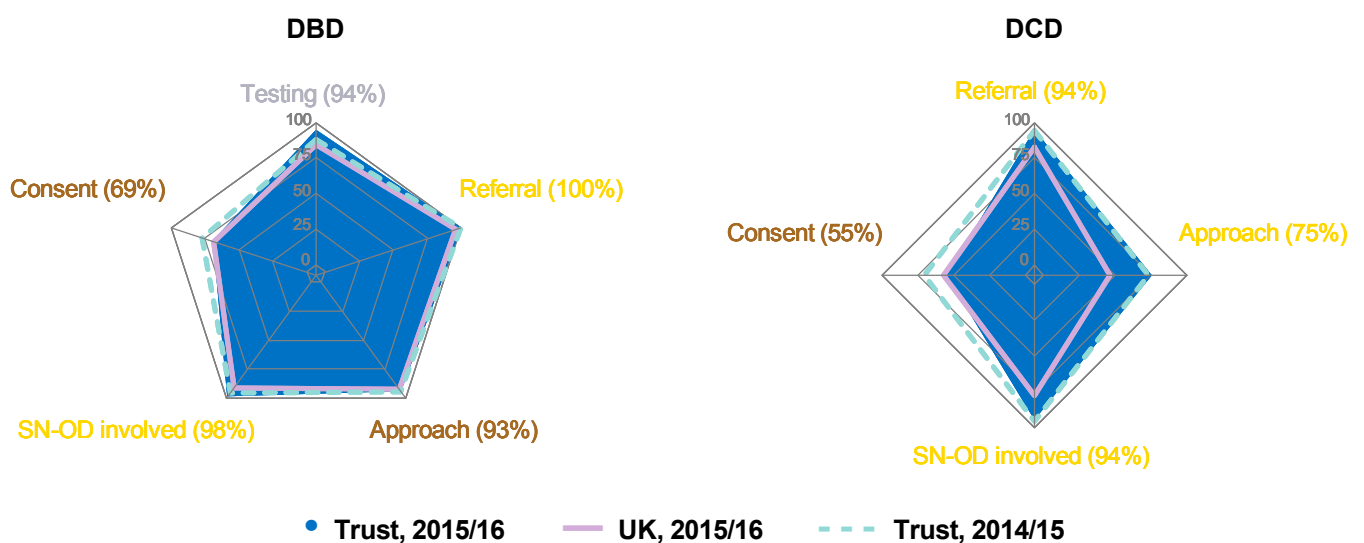 DBD
Testing (94%)
100
75
50
25
0
Consent (69%)
Referral (100%)
SN-OD involved (98%)
Approach (93%)
DCD
Referral (94%)
100
75
50
25
0
Consent (55%)
Approach (75%)
SN-OD involved (94%)
Trust, 2015/16
UK, 2015/16
Trust, 2014/15